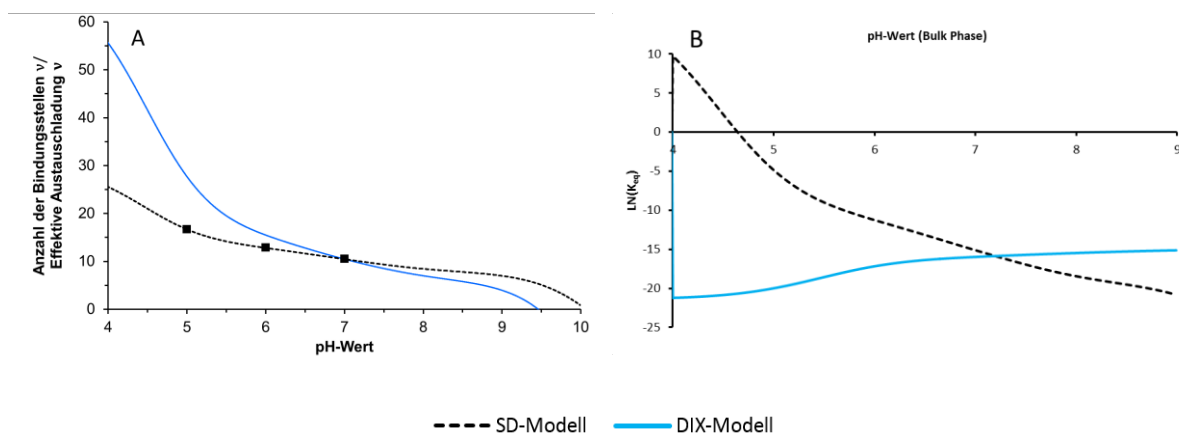 A
Anzahl der Bindungsstellen ν/
Effektive Austauschladung ν
60
50
40
30
20
10
0
4 5 6 7 8 9 10
pH-Wert
B
pH-Wert (Bulk Phase)
LN(Keq)
10
5
0
-5
-10
-15
-20
-25
4 5 6 7 8 9
SD-Modell DIX-Modell